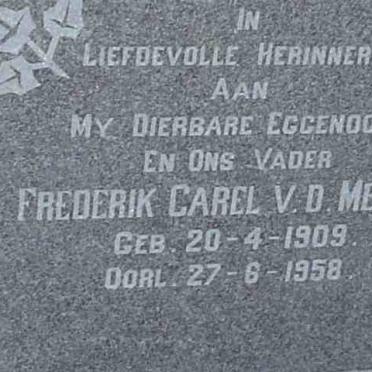 IN
LIEFDEVOLLE HERINNER
AAN
MY DIERBARE EGGENOO
EN ONS VADER
FREDERIK CAREL V. D. ME
GEB. 20-4-1909.
OORL. 27-6-1958.